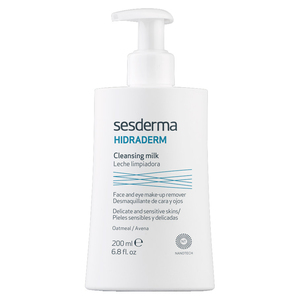 sesderma
HIDRADERM
Cleansing milk
Leche limpiadora
Face and eye make-up remover
Desmaquillante de cara y ojos
Delicate and sensitive skins/
Pieles sensibles y delicadas
Oatmeal / Avena
200 ml ℮
6.8 fl. oz